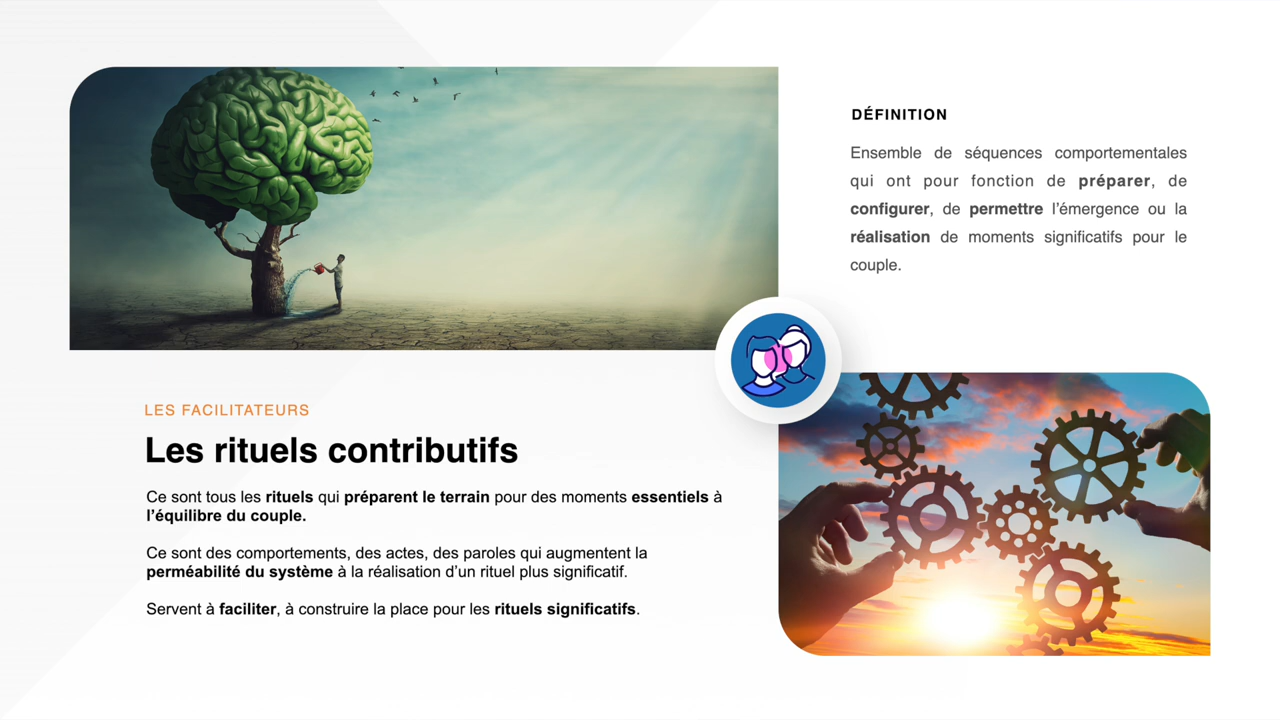 DÉFINITION
Ensemble de séquences comportementales
qui ont pour fonction de préparer, de
configurer, de permettre l’émergence ou la
réalisation de moments significatifs pour le
couple.
LES FACILITATEURS
Les rituels contributifs
Ce sont tous les rituels qui préparent le terrain pour des moments essentiels à
l’équilibre du couple.
Ce sont des comportements, des actes, des paroles qui augmentent la
perméabilité du système à la réalisation d’un rituel plus significatif.
Servent à faciliter, à construire la place pour les rituels significatifs.